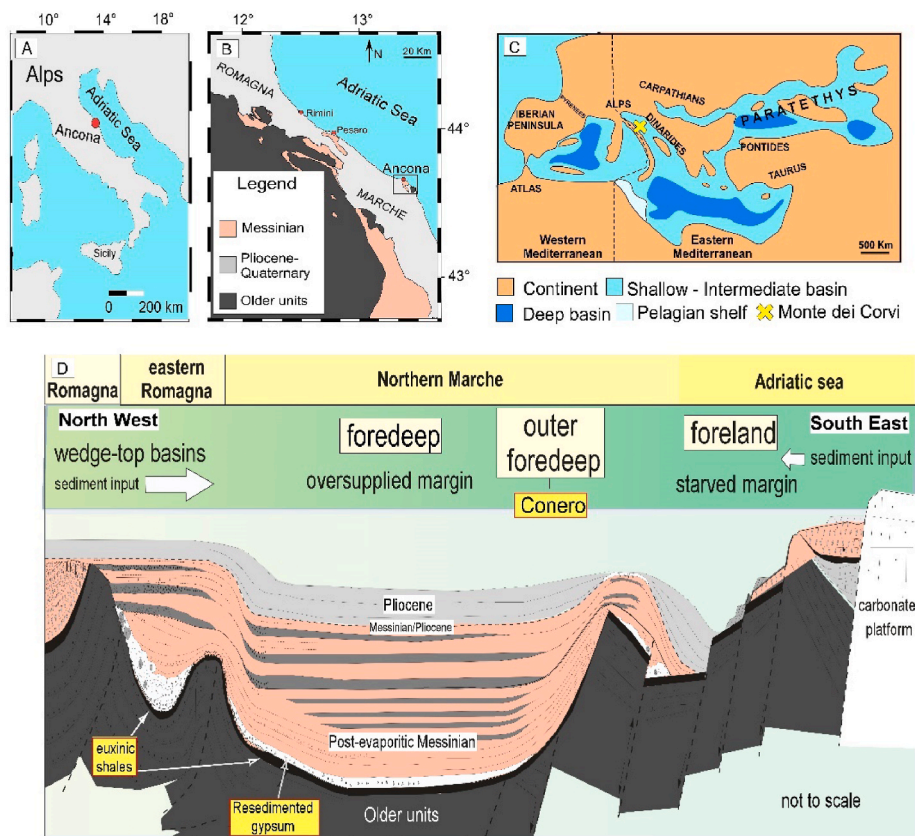 10°
15°
A
Alps
Adriatic Sea
Ancona
Sicily
0 200 km
12°
13°
B
N
20 Km
ROMAGNA
Adriatic Sea
Rimini
Pesaro
44°
Ancona
MARCHE
43°
Legend
Messinian
Pliocene-
Quaternary
Older units
C
CARPATHIANS
ALPS
PARATETHYS
IBERIAN
PENINSULA
PYRENEES
DINARIDES
PONTIDES
TAURUS
ATLAS
Western
Mediterranean
Eastern
Mediterranean
500 Km
Continent
Shallow - Intermediate basin
Deep basin
Pelagian shelf
Monte dei Corvi
D
Romagna
eastern
Romagna
Northern Marche
Adriatic sea
North West
wedge-top basins
sediment input
foredeep
oversupplied margin
outer
foredeep
Conero
foreland
starved margin
South East
sediment input
Pliocene
Messinian/Pliocene
carbonate
platform
Post-evaporitic Messinian
euxinic
shales
Resedimented
gypsum
Older units
not to scale